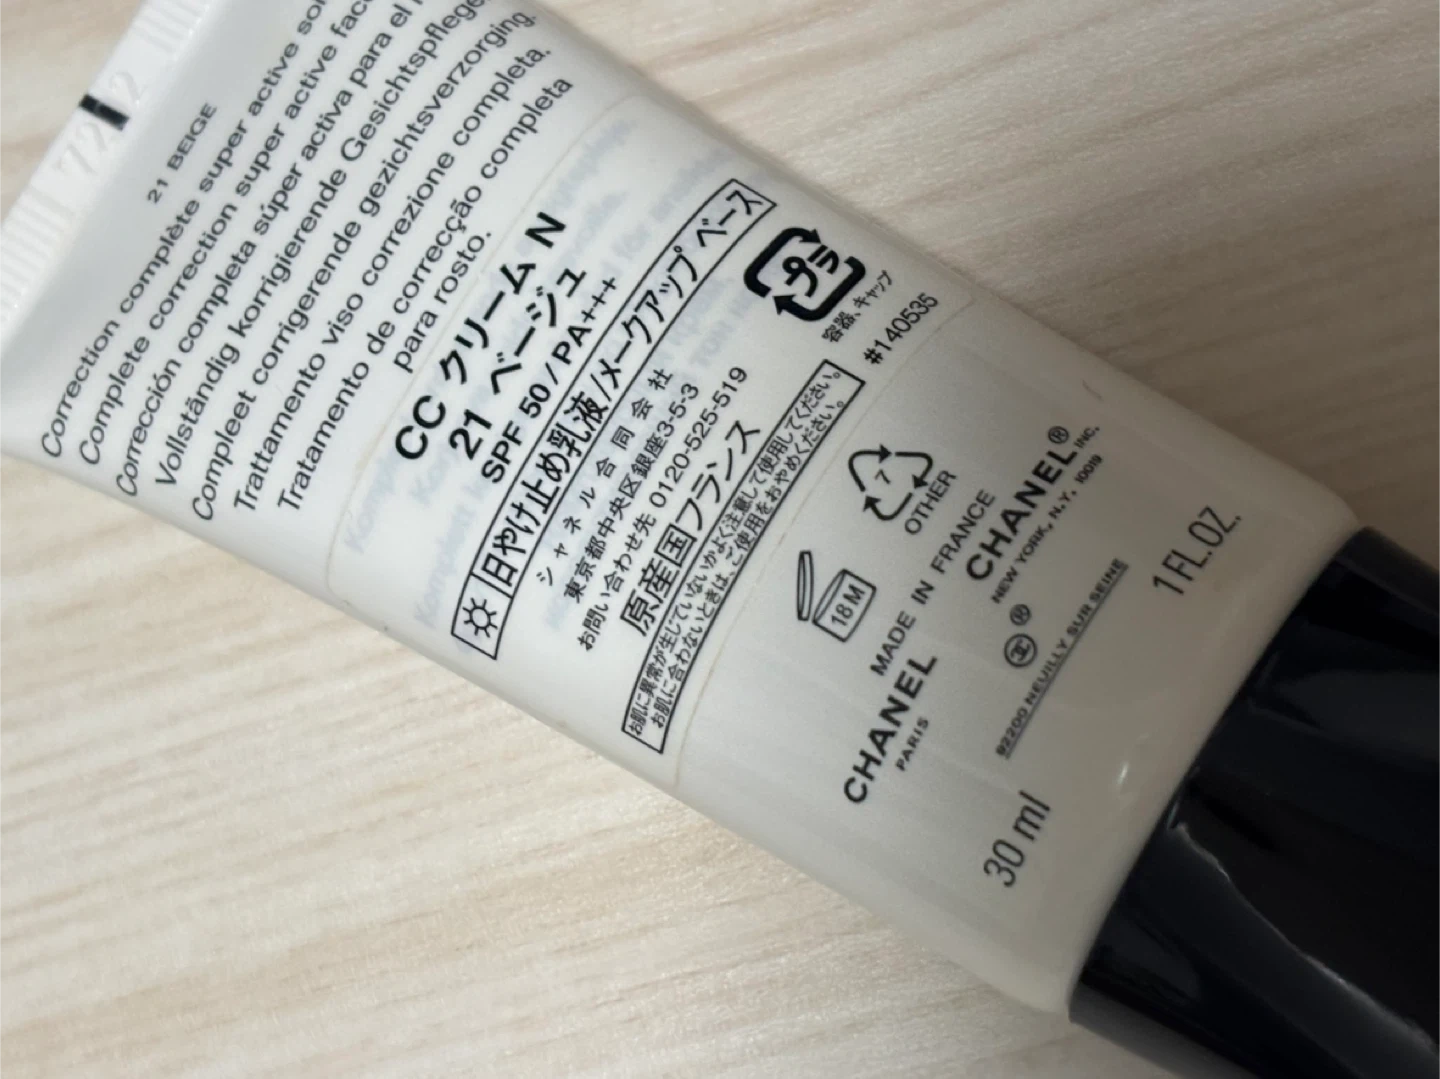 72 2
21 BEIGE
Correction complète super active
Complete correction super active
Corrección completa súper activa para el
Vollständig korrigierende Gesichtspflege
Compleet corrigerende gezichtsverzorging.
Trattamento viso correzione completa.
Tratamento de correcção completa
para rosto.
CC クリーム N
21 ベージュ
SPF 50 / PA+++
日やけ止め乳液/メークアップ ベース
シャネル合同会社
東京都中央区銀座3-5-3
お問い合わせ先 0120-525-519
原産国フランス
お肌に異常が生じていないかよく注意して使用してください。
お肌に合わないときは、ご使用をおやめください。
プラ
容器、キャップ
#140535
7
OTHER
18M
MADE IN FRANCE
CHANEL
PARIS
CHANEL® INC.
NEW YORK, N.Y. 10019
®
92200 NEUILLY SUR SEINE
30 ml
1 FL.OZ.